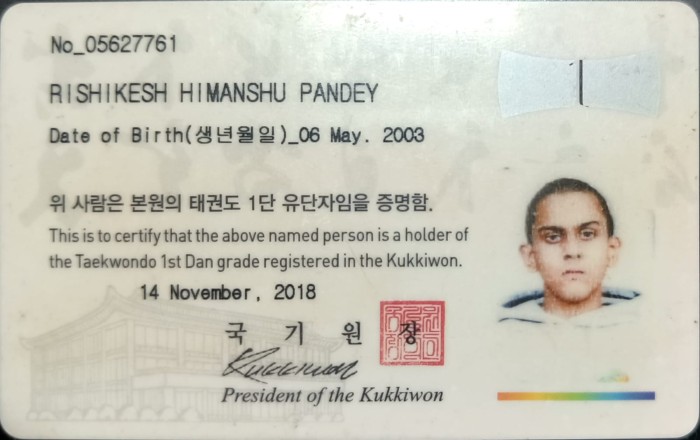 No_05627761
RISHIKESH HIMANSHU PANDEY
Date of Birth(생년월일)_06 May. 2003
위 사람은 본원의 태권도 1단 유단자임을 증명함.
This is to certify that the above named person is a holder of
the Taekwondo 1st Dan grade registered in the Kukkiwon.
14 November, 2018
국 기 원 장
Kukkiwon
President of the Kukkiwon